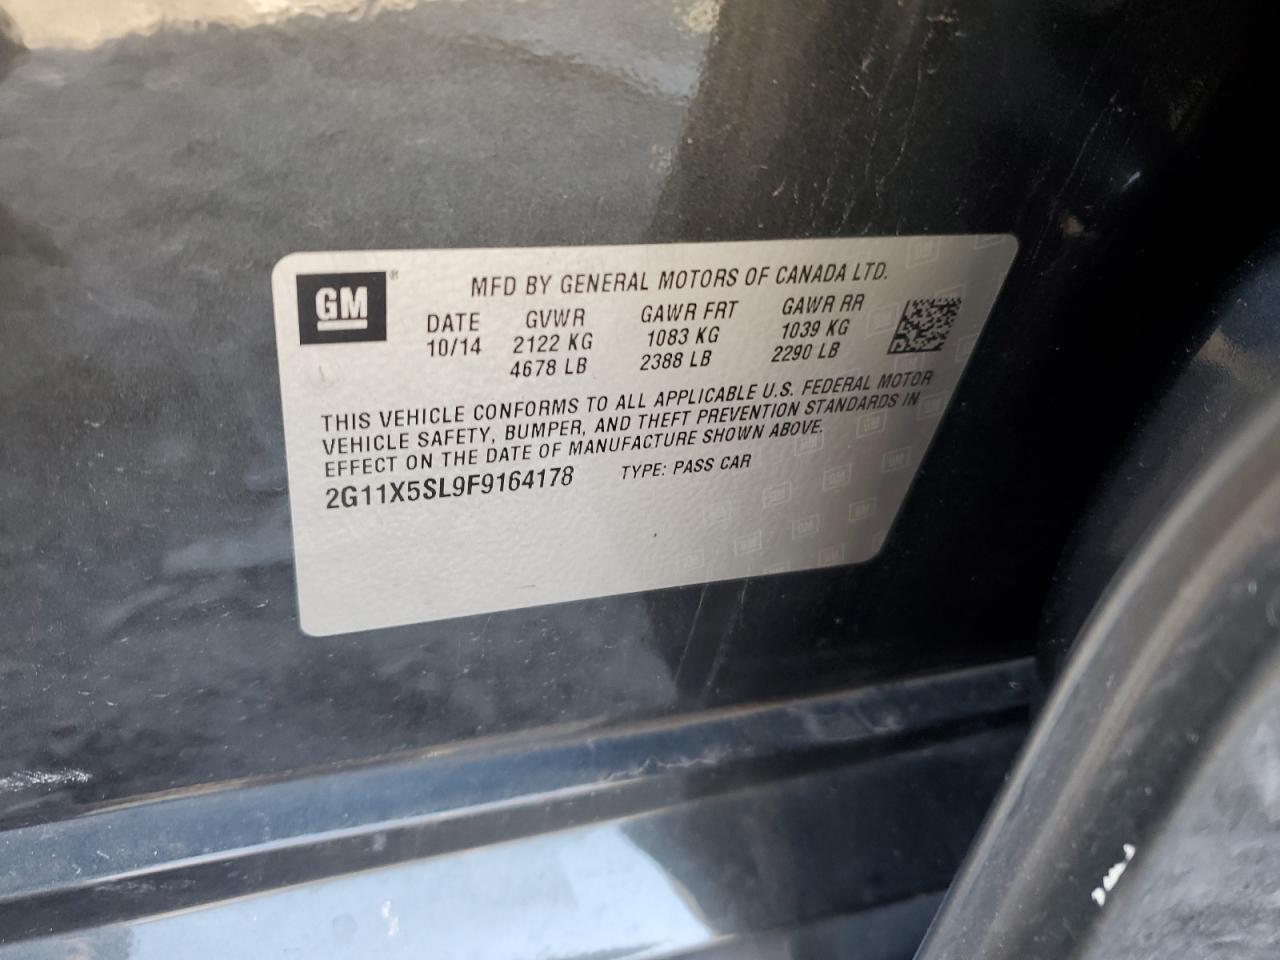 GM ®
MFD BY GENERAL MOTORS OF CANADA LTD.
DATE GVWR GAWR FRT GAWR RR
10/14 2122 KG 1083 KG 1039 KG
4678 LB 2388 LB 2290 LB
THIS VEHICLE CONFORMS TO ALL APPLICABLE U.S. FEDERAL MOTOR
VEHICLE SAFETY, BUMPER, AND THEFT PREVENTION STANDARDS IN
EFFECT ON THE DATE OF MANUFACTURE SHOWN ABOVE.
2G11X5SL9F9164178 TYPE: PASS CAR